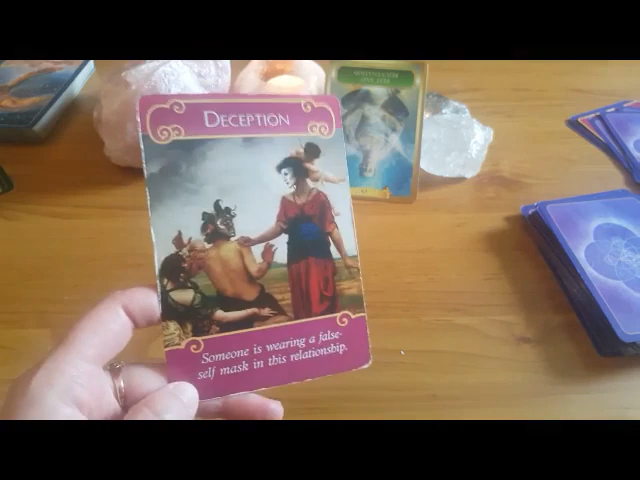 DECEPTION
Someone is wearing a false-
self mask in this relationship.